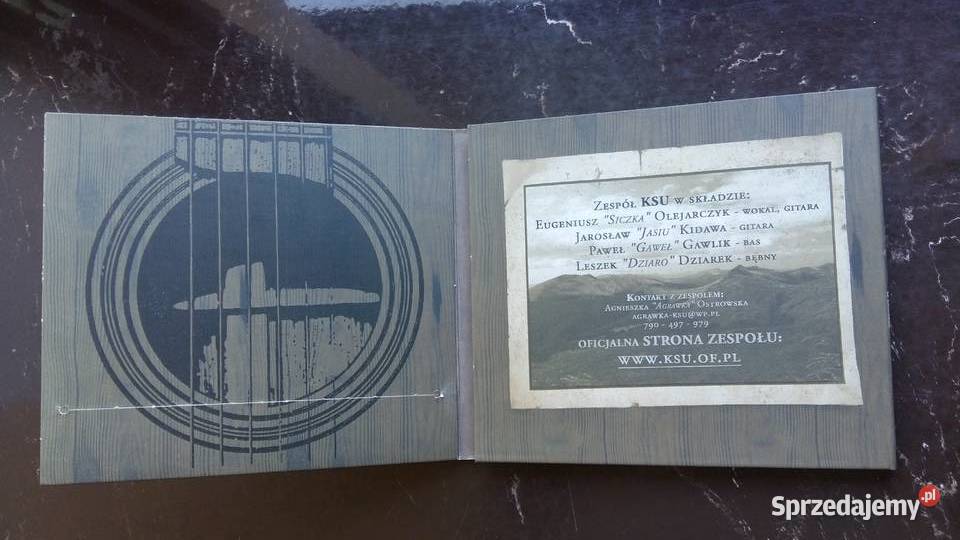 Zespół KSU w składzie:
Eugeniusz "Siczka" Olejarczyk - wokal, gitara
Jarosław "Jasiu" Kidawa - gitara
Paweł "Gaweł" Gawlik - bas
Leszek "Dziaro" Dziarek - bębny
Kontakt z zespołem:
Agnieszka "Agrawka" Ostrowska
agrawka-ksu@wp.pl
790 - 497 - 979
oficjalna STRONA ZESPOŁU:
www.ksu.of.pl
Sprzedajemy.pl